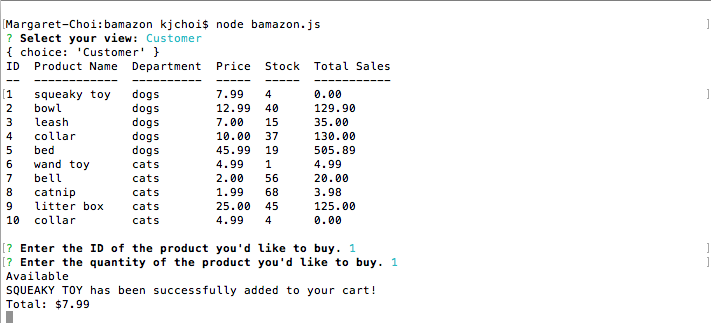 [Margaret-Choi:bamazon kjchoi$ node bamazon.js ]
? Select your view: Customer
{ choice: 'Customer' }
ID  Product Name  Department  Price  Stock  Total Sales
--  ------------  ----------  -----  -----  -----------
[1   squeaky toy   dogs        7.99   4      0.00 ]
2   bowl          dogs        12.99  40     129.90
3   leash         dogs        7.00   15     35.00
4   collar        dogs        10.00  37     130.00
5   bed           dogs        45.99  19     505.89
6   wand toy      cats        4.99   1      4.99
7   bell          cats        2.00   56     20.00
8   catnip        cats        1.99   68     3.98
9   litter box    cats        25.00  45     125.00
10  collar        cats        4.99   4      0.00
[? Enter the ID of the product you'd like to buy. 1 ]
[? Enter the quantity of the product you'd like to buy. 1 ]
Available
SQUEAKY TOY has been successfully added to your cart!
Total: $7.99